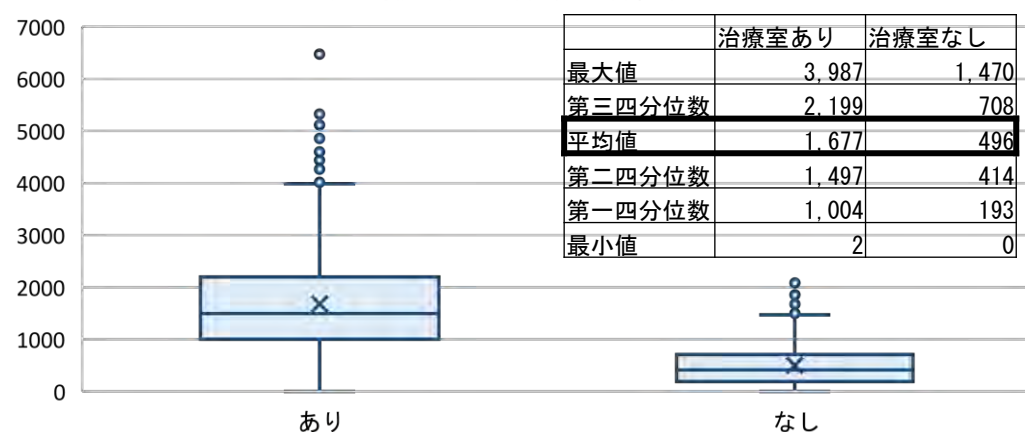 7000
6000
5000
4000
3000
2000
1000
0
治療室あり 治療室なし
最大値 3,987 1,470
第三四分位数 2,199 708
平均値 1,677 496
第二四分位数 1,497 414
第一四分位数 1,004 193
最小値 2 0
あり なし